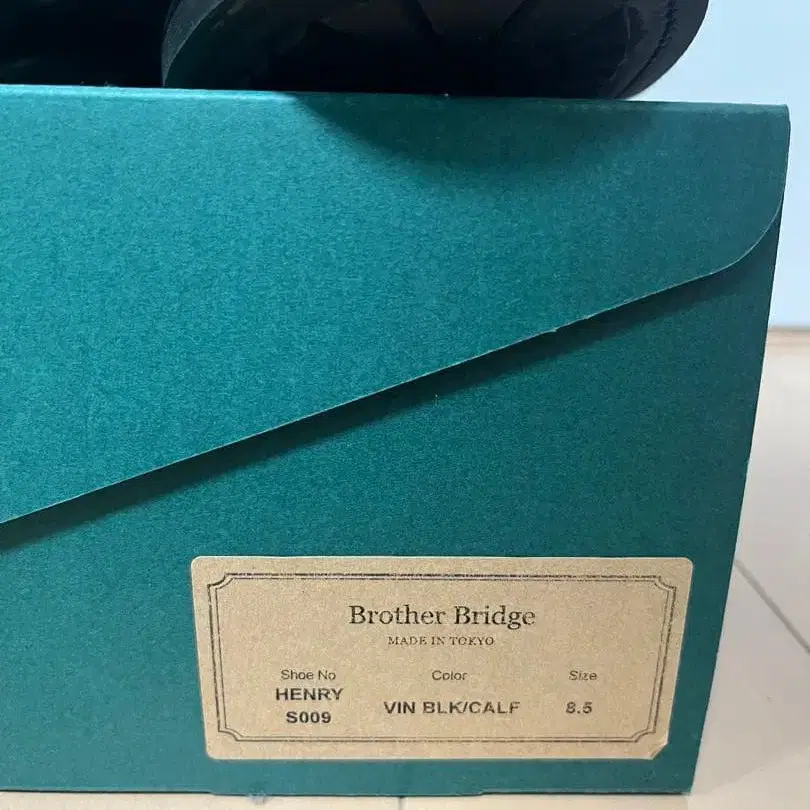 Brother Bridge
MADE IN TOKYO
Shoe No Color Size
HENRY
S009 VIN BLK/CALF 8.5